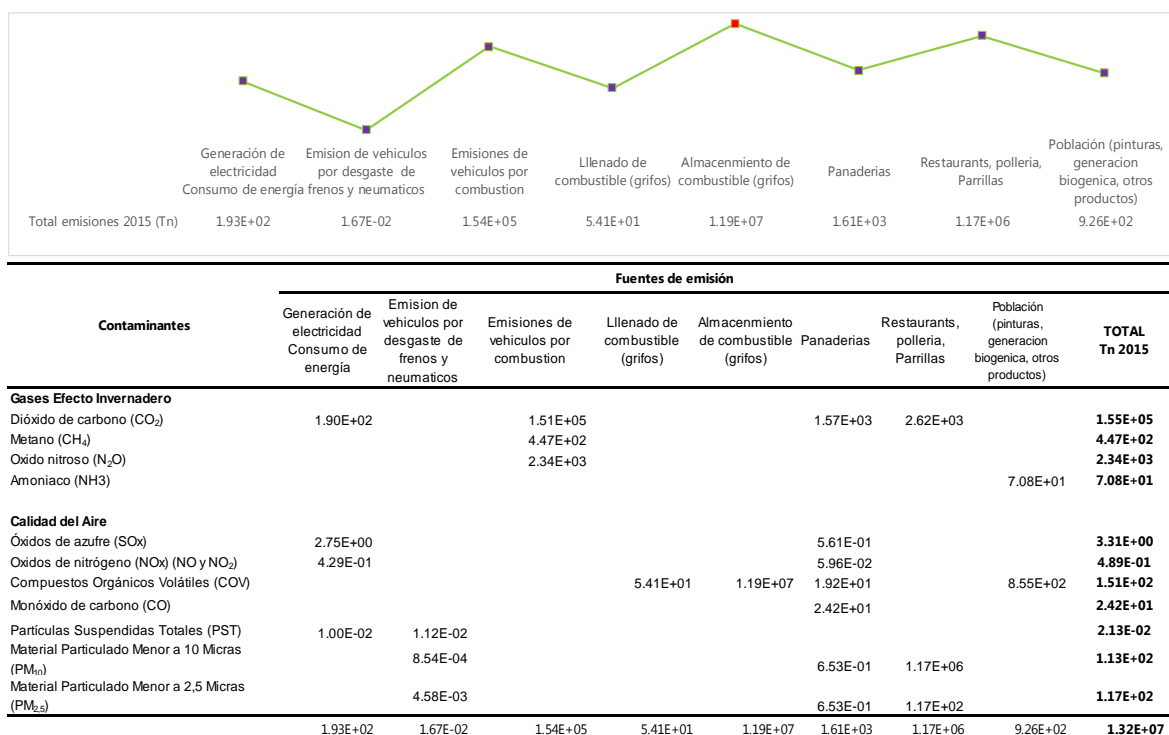 Generación de electricidad Consumo de energía
Emision de vehiculos por desgaste de frenos y neumaticos
Emisiones de vehiculos por combustion
Lllenado de combustible (grifos)
Almacenmiento de combustible (grifos)
Panaderias
Restaurants, polleria, Parrillas
Población (pinturas, generacion biogenica, otros productos)
Total emisiones 2015 (Tn) 1.93E+02 1.67E-02 1.54E+05 5.41E+01 1.19E+07 1.61E+03 1.17E+06 9.26E+02
Fuentes de emisión
Contaminantes
Generación de electricidad Consumo de energía
Emision de vehiculos por desgaste de frenos y neumaticos
Emisiones de vehiculos por combustion
Lllenado de combustible (grifos)
Almacenmiento de combustible (grifos)
Panaderias
Restaurants, polleria, Parrillas
Población (pinturas, generacion biogenica, otros productos)
TOTAL Tn 2015
Gases Efecto Invernadero
Dióxido de carbono (CO₂) 1.90E+02 1.51E+05 1.57E+03 2.62E+03 1.55E+05
Metano (CH₄) 4.47E+02 4.47E+02
Oxido nitroso (N₂O) 2.34E+03 2.34E+03
Amoniaco (NH3) 7.08E+01 7.08E+01
Calidad del Aire
Óxidos de azufre (SOx) 2.75E+00 5.61E-01 3.31E+00
Oxidos de nitrógeno (NOx) (NO y NO₂) 4.29E-01 5.96E-02 4.89E-01
Compuestos Orgánicos Volátiles (COV) 5.41E+01 1.19E+07 1.92E+01 8.55E+02 1.51E+02
Monóxido de carbono (CO) 2.42E+01 2.42E+01
Partículas Suspendidas Totales (PST) 1.00E-02 1.12E-02 2.13E-02
Material Particulado Menor a 10 Micras
(PM₁₀) 8.54E-04 6.53E-01 1.17E+06 1.13E+02
Material Particulado Menor a 2,5 Micras
(PM₂,₅) 4.58E-03 6.53E-01 1.17E+02 1.17E+02
1.93E+02 1.67E-02 1.54E+05 5.41E+01 1.19E+07 1.61E+03 1.17E+06 9.26E+02 1.32E+07